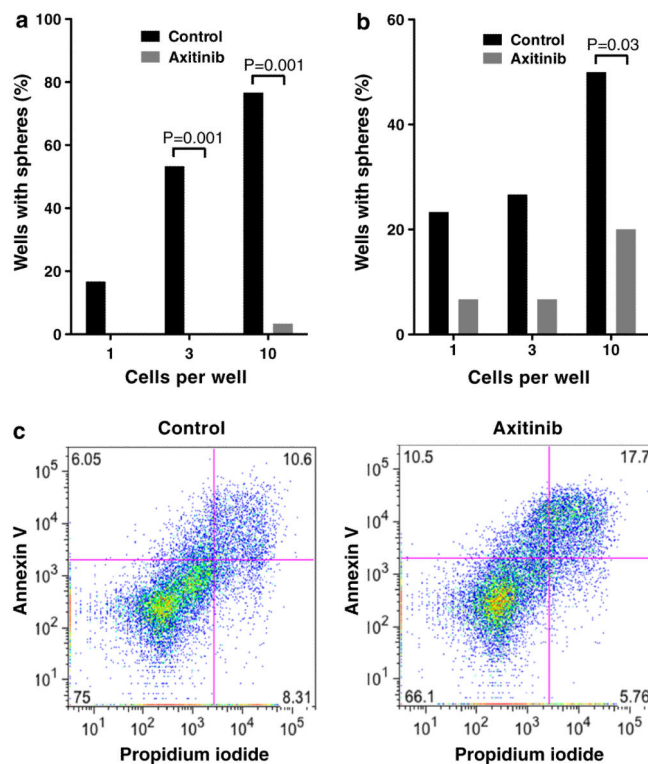 a
100
80
60
40
20
0
Wells with spheres (%)
Control
Axitinib
P=0.001
P=0.001
1 3 10
Cells per well
b
60
40
20
0
Wells with spheres (%)
Control
Axitinib
P=0.03
1 3 10
Cells per well
c
Control
6.05 10.6
10⁵
10⁴
10³
10²
10¹
Annexin V
75 8.31
10¹ 10² 10³ 10⁴ 10⁵
Propidium iodide
Axitinib
10.5 17.7
10⁵
10⁴
10³
10²
10¹
Annexin V
66.1 5.76
10¹ 10² 10³ 10⁴ 10⁵
Propidium iodide